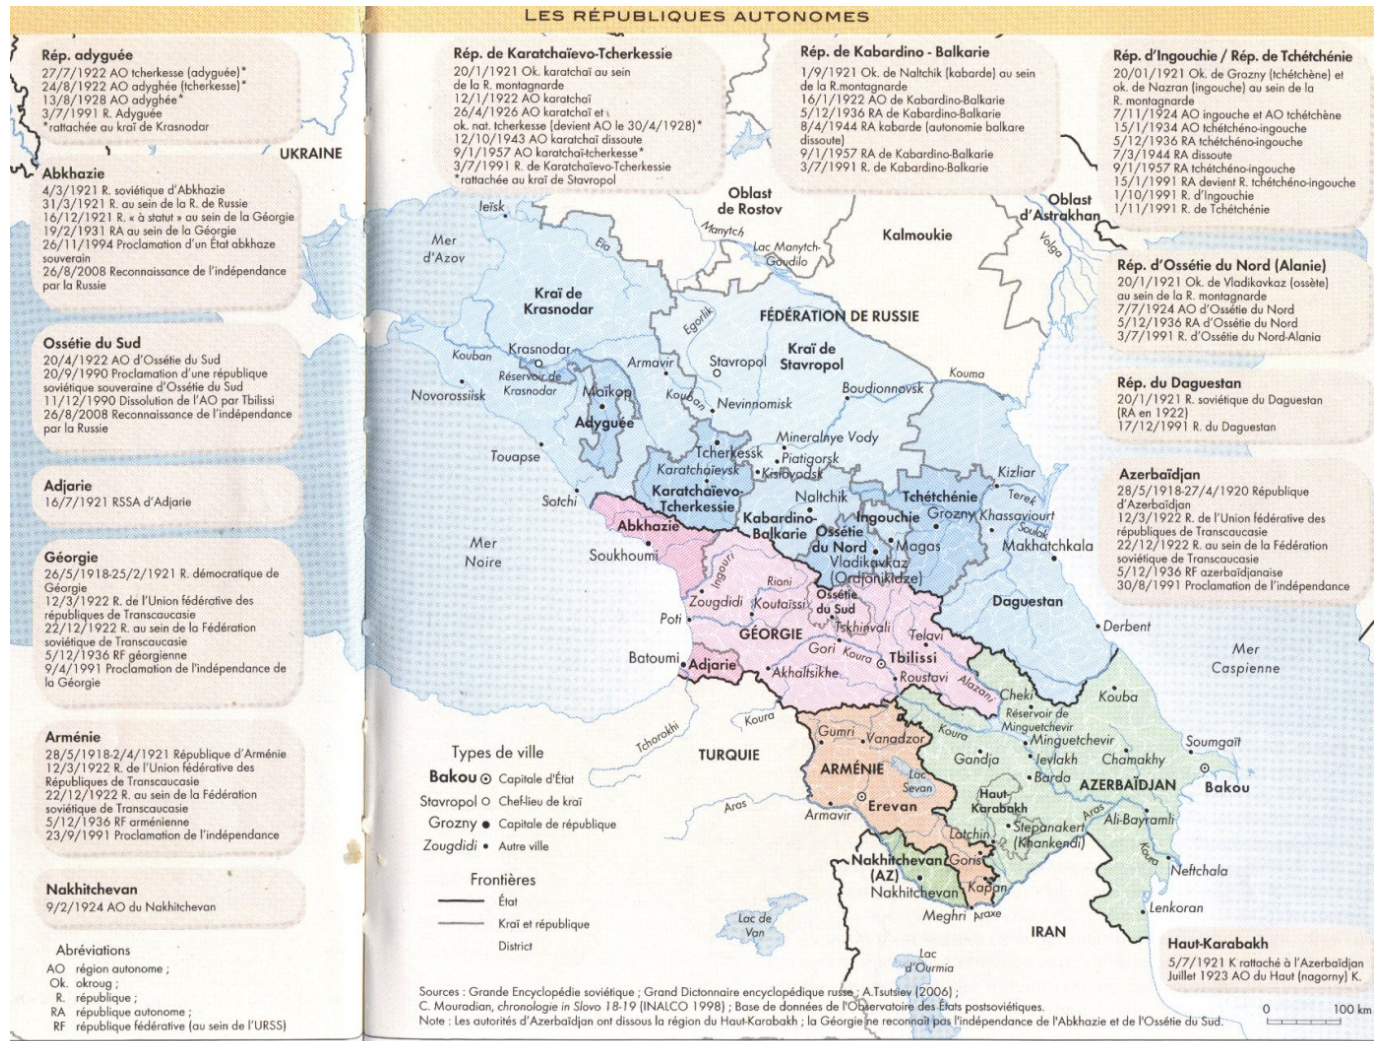 LES RÉPUBLIQUES AUTONOMES
Rép. adyguée
27/7/1922 AO tcherkesse (adyguée)*
24/8/1922 AO adyghée (tcherkesse)*
13/8/1928 AO adyghée*
3/7/1991 R. Adyguée
*rattachée au kraï de Krasnodar
Abkhazie
4/3/1921 R. soviétique d'Abkhazie
31/3/1921 R. au sein de la R. de Russie
16/12/1921 R. « à statut » au sein de la Géorgie
19/2/1931 RA au sein de la Géorgie
26/11/1994 Proclamation d'un État abkhaze
souverain
26/8/2008 Reconnaissance de l'indépendance
par la Russie
Ossétie du Sud
20/4/1922 AO d'Ossétie du Sud
20/9/1990 Proclamation d'une république
soviétique souveraine d'Ossétie du Sud
11/12/1990 Dissolution de l'AO par Tbilissi
26/8/2008 Reconnaissance de l'indépendance
par la Russie
Adjarie
16/7/1921 RSSA d'Adjarie
Géorgie
26/5/1918-25/2/1921 R. démocratique de
Géorgie
12/3/1922 R. de l'Union fédérative des
républiques de Transcaucasie
22/12/1922 R. au sein de la Fédération
soviétique de Transcaucasie
5/12/1936 RF géorgienne
9/4/1991 Proclamation de l'indépendance de
la Géorgie
Arménie
28/5/1918-2/4/1921 République d'Arménie
12/3/1922 R. de l'Union fédérative des
Républiques de Transcaucasie
22/12/1922 R. au sein de la Fédération
soviétique de Transcaucasie
5/12/1936 RF arménienne
23/9/1991 Proclamation de l'indépendance
Nakhitchevan
9/2/1924 AO du Nakhitchevan
Abréviations
AO région autonome ;
Ok. okroug ;
R. république ;
RA république autonome ;
RF république fédérative (au sein de l'URSS)
Rép. de Karatchaïevo-Tcherkessie
20/1/1921 Ok. karatchaï au sein
de la R. montagnarde
12/1/1922 AO karatchaï
26/4/1926 AO karatchaï et
ok. nat. tcherkesse (devient AO le 30/4/1928)*
12/10/1943 AO karatchaï dissoute
9/1/1957 AO karatchaï-tcherkesse*
3/7/1991 R. de Karatchaïevo-Tcherkessie
*rattachée au kraï de Stavropol
Rép. de Kabardino - Balkarie
1/9/1921 Ok. de Naltchik (kabarde) au sein
de la R.montagnarde
16/1/1922 AO de Kabardino-Balkarie
5/12/1936 RA de Kabardino-Balkarie
8/4/1944 RA kabarde (autonomie balkare
dissoute)
9/1/1957 RA de Kabardino-Balkarie
3/7/1991 R. de Kabardino-Balkarie
Rép. d'Ingouchie / Rép. de Tchétchénie
20/01/1921 Ok. de Grozny (tchétchène) et
ok. de Nazran (ingouche) au sein de la
R. montagnarde
7/11/1924 AO ingouche et AO tchétchène
15/1/1934 AO tchétchéno-ingouche
5/12/1936 RA tchétchéno-ingouche
7/3/1944 RA dissoute
9/1/1957 RA tchétchéno-ingouche
15/1/1991 RA devient R. tchétchéno-ingouche
1/10/1991 R. d'Ingouchie
1/11/1991 R. de Tchétchénie
Rép. d'Ossétie du Nord (Alanie)
20/1/1921 Ok. de Vladikavkaz (ossète)
au sein de la R. montagnarde
7/7/1924 AO d'Ossétie du Nord
5/12/1936 RA d'Ossétie du Nord
3/7/1991 R. d'Ossétie du Nord-Alania
Rép. du Daguestan
20/1/1921 R. soviétique du Daguestan
(RA en 1922)
17/12/1991 R. du Daguestan
Azerbaïdjan
28/5/1918-27/4/1920 République
d'Azerbaïdjan
12/3/1922 R. de l'Union fédérative des
républiques de Transcaucasie
22/12/1922 R. au sein de la Fédération
soviétique de Transcaucasie
5/12/1936 RF azerbaïdjanaise
30/8/1991 Proclamation de l'indépendance
Haut-Karabakh
5/7/1921 K rattaché à l'Azerbaïdjan
Juillet 1923 AO du Haut (nagorny) K.
UKRAINE
Oblast
de Rostov
Oblast
d'Astrakhan
Kalmoukie
Manytch
Lac Manytch-
Goudilo
Volga
Ieïsk
Eia
Mer
d'Azov
Kraï de
Krasnodar
Egorlik
FÉDÉRATION DE RUSSIE
Kraï de
Stavropol
Kouban
Krasnodar
Réservoir de
Krasnodar
Armavir
Stavropol
Kouban
Nevinnomisk
Boudionnovsk
Kouma
Novorossiisk
Maïkop
Adyguée
Touapse
Tcherkessk
Mineralnye Vody
Piatigorsk
Kislovodsk
Karatchaïevsk
Karatchaïevo-
Tcherkessie
Sotchi
Kizliar
Terek
Naltchik
Tchétchénie
Kabardino-
Balkarie
Ingouchie
Grozny
Khassaviourt
Soulak
Ossétie
du Nord
Magas
Makhatchkala
Vladikavkaz
(Ordjonikidze)
Abkhazie
Soukhoumi
Mer
Noire
Ingouri
Rioni
Zougdidi
Koutaïssi
Ossétie
du Sud
Tskhinvali
Daguestan
Derbent
Poti
GÉORGIE
Gori
Koura
Telavi
Tbilissi
Mer
Caspienne
Batoumi
Adjarie
Akhaltsikhe
Roustavi
Alazani
Cheki
Kouba
Réservoir de
Minguetchevir
Tchorokhi
Koura
TURQUIE
Gumri
Vanadzor
Koura
Minguetchevir
Soumgaït
Gandja
Ievlakh
Chamakhy
Barda
AZERBAÏDJAN
Bakou
ARMÉNIE
Lac
Sevan
Erevan
Haut-
Karabakh
Aras
Armavir
Latchin
Stepanakert
(Khankendi)
Aras
Ali-Bayramli
Koura
Nakhitchevan
(AZ)
Nakhitchevan
Goris
Kapan
Neftchala
Meghri
Araxe
Lenkoran
IRAN
Lac de
Van
Lac
d'Ourmia
Types de ville
Bakou Capitale d'État
Stavropol Chef-lieu de kraï
Grozny Capitale de république
Zougdidi Autre ville
Frontières
État
Kraï et république
District
Sources : Grande Encyclopédie soviétique ; Grand Dictonnaire encyclopédique russe ; A.Tsutsiev (2006) ;
C. Mouradian, chronologie in Slovo 18-19 (INALCO 1998) ; Base de données de l'Observatoire des États postsoviétiques.
Note : Les autorités d'Azerbaïdjan ont dissous la région du Haut-Karabakh ; la Géorgie ne reconnaît pas l'indépendance de l'Abkhazie et de l'Ossétie du Sud.
0 100 km